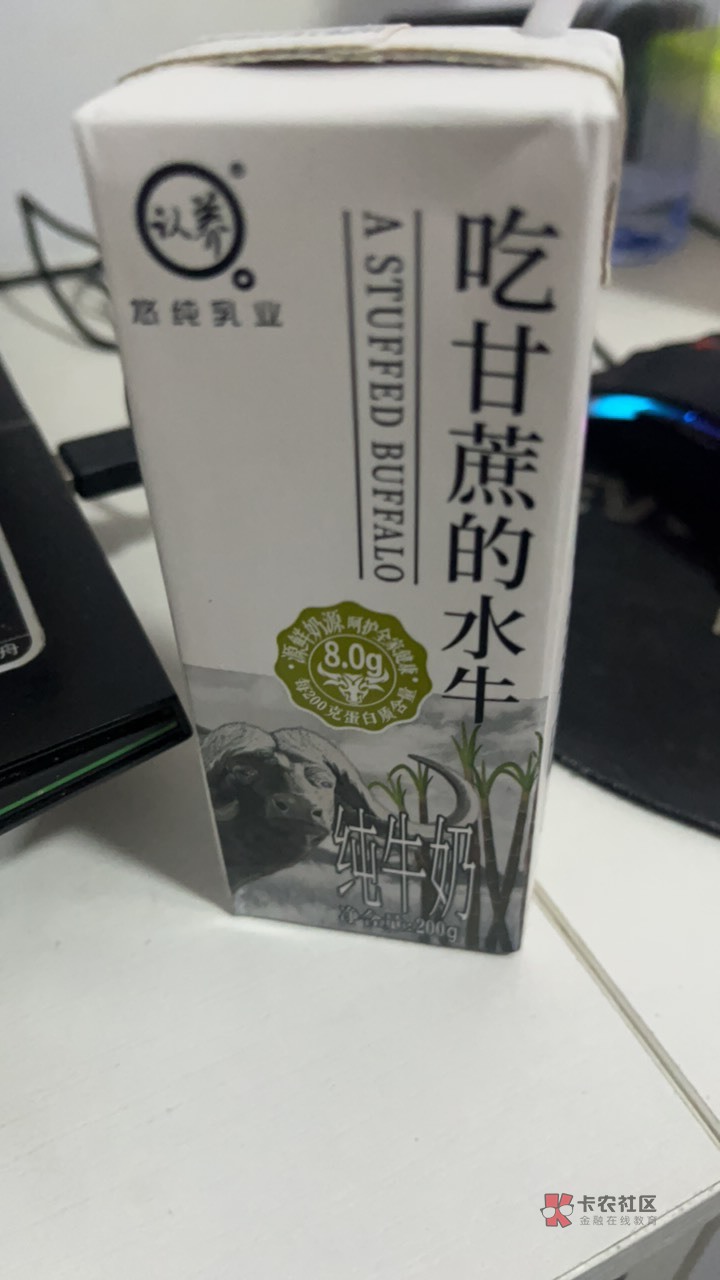 认养
悠纯乳业
A STUFFED BUFFALO
吃甘蔗的水牛
源鲜奶源 呵护全家健康
8.0g
每200克蛋白质含量
纯牛奶
净含量:200g
卡农社区
金融在线教育